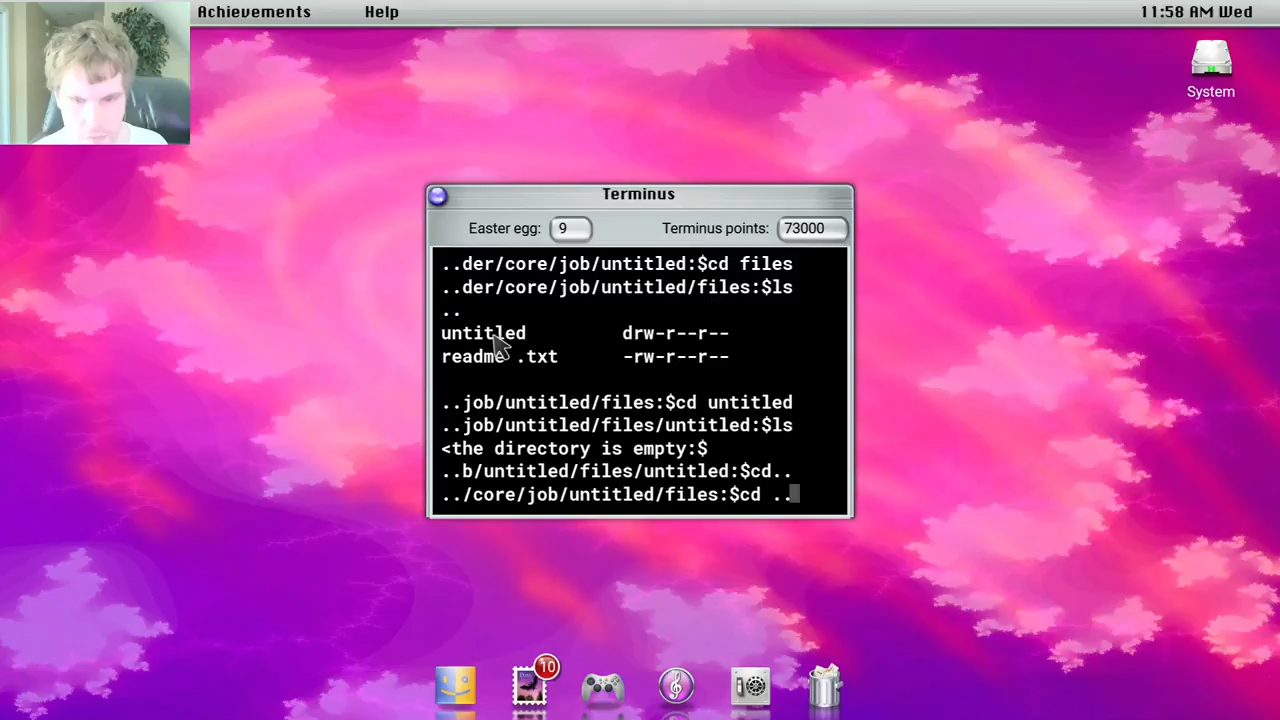 Achievements Help 11:58 AM Wed
System
Terminus
Easter egg: 9 Terminus points: 73000
..der/core/job/untitled:$cd files
..der/core/job/untitled/files:$ls
..
untitled drw-r--r--
readme .txt -rw-r--r--
..job/untitled/files:$cd untitled
..job/untitled/files/untitled:$ls
<the directory is empty:$
..b/untitled/files/untitled:$cd..
../core/job/untitled/files:$cd ..
10